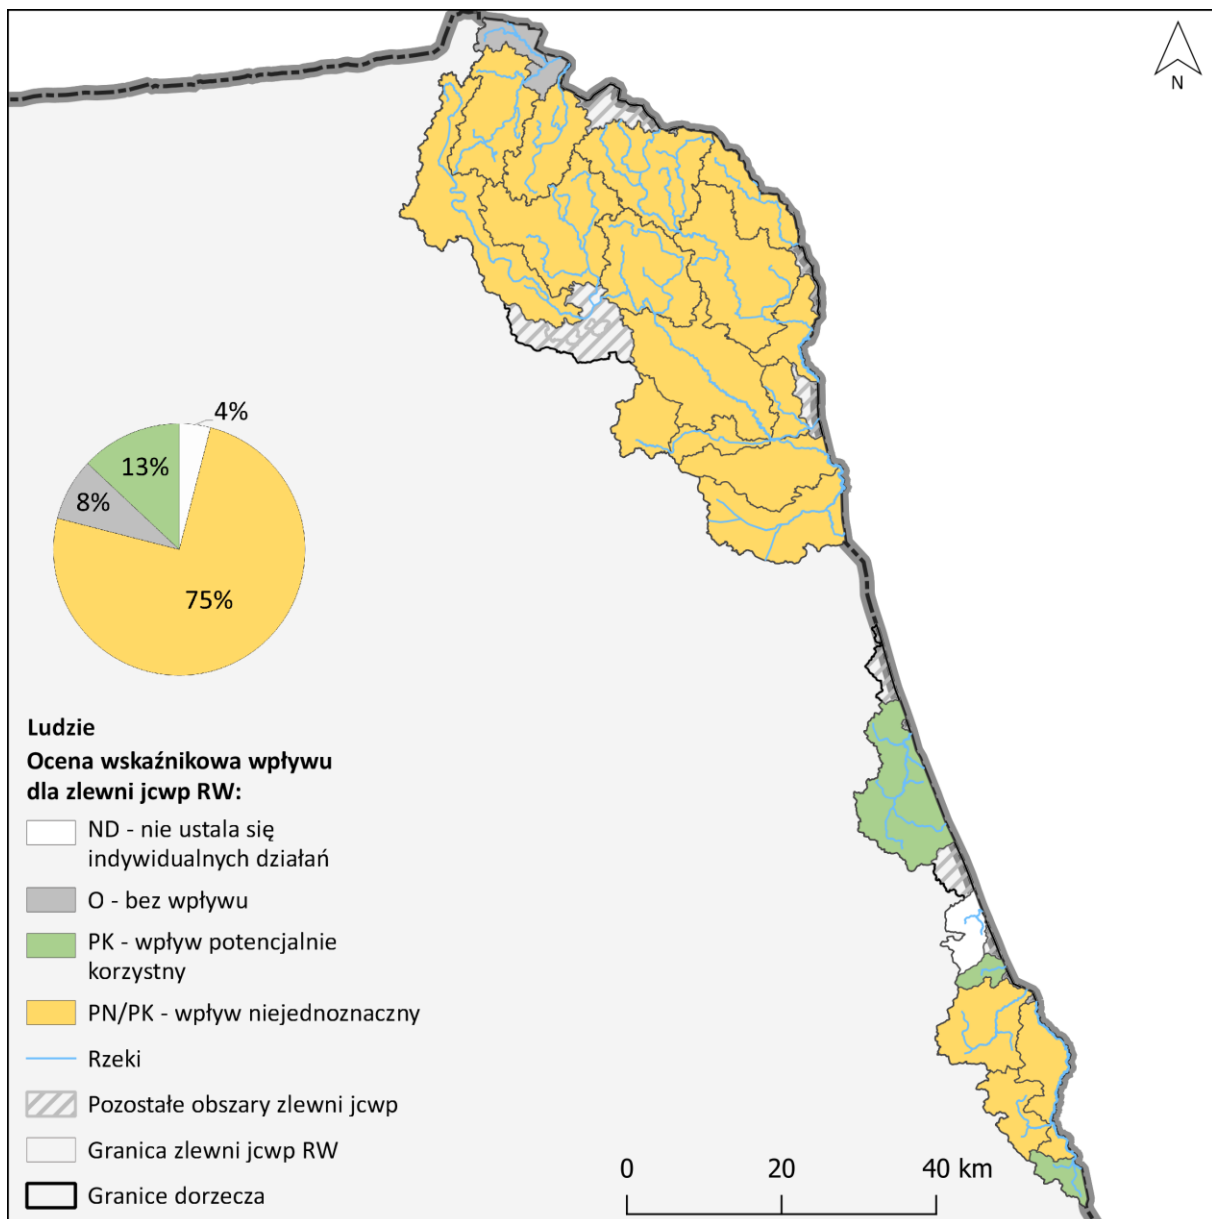 N
4%
13%
8%
75%
Ludzie
Ocena wskaźnikowa wpływu
dla zlewni jcwp RW:
ND - nie ustala się
indywidualnych działań
O - bez wpływu
PK - wpływ potencjalnie
korzystny
PN/PK - wpływ niejednoznaczny
Rzeki
Pozostałe obszary zlewni jcwp
Granica zlewni jcwp RW
Granice dorzecza
0 20 40 km